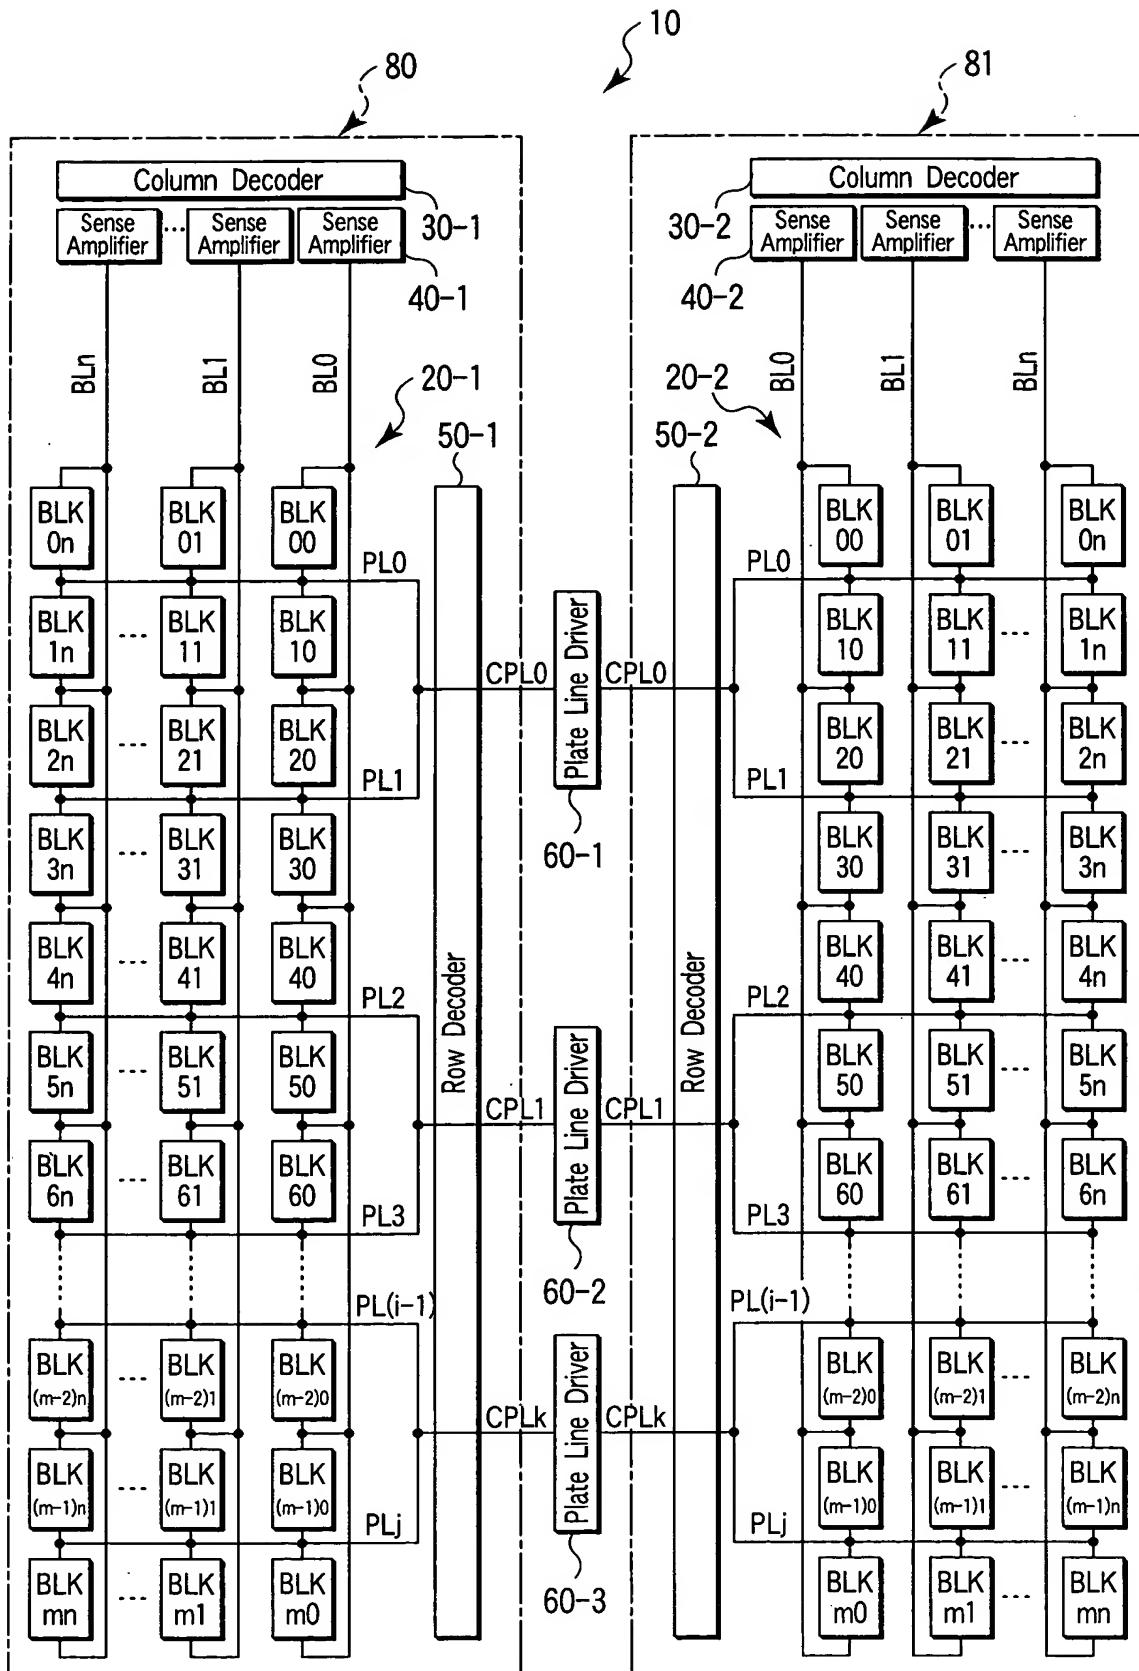 10
80
81
Column Decoder
Column Decoder
Sense Amplifier
...
Sense Amplifier
Sense Amplifier
30-1
30-2
Sense Amplifier
Sense Amplifier
...
Sense Amplifier
40-1
40-2
BLn
BL1
BL0
20-1
20-2
BL0
BL1
BLn
50-1
50-2
BLK 0n
BLK 01
BLK 00
BLK 00
BLK 01
BLK 0n
PL0
PL0
BLK 1n
...
BLK 11
BLK 10
BLK 10
BLK 11
...
BLK 1n
CPL0
Plate Line Driver
CPL0
BLK 2n
...
BLK 21
BLK 20
BLK 20
BLK 21
...
BLK 2n
PL1
PL1
60-1
BLK 3n
...
BLK 31
BLK 30
BLK 30
BLK 31
...
BLK 3n
BLK 4n
...
BLK 41
BLK 40
Row Decoder
Row Decoder
BLK 40
BLK 41
...
BLK 4n
PL2
PL2
BLK 5n
...
BLK 51
BLK 50
BLK 50
BLK 51
...
BLK 5n
CPL1
Plate Line Driver
CPL1
BLK 6n
...
BLK 61
BLK 60
BLK 60
BLK 61
...
BLK 6n
PL3
PL3
60-2
PL(i-1)
PL(i-1)
BLK (m-2)n
...
BLK (m-2)1
BLK (m-2)0
BLK (m-2)0
BLK (m-2)1
...
BLK (m-2)n
CPLk
Plate Line Driver
CPLk
BLK (m-1)n
...
BLK (m-1)1
BLK (m-1)0
BLK (m-1)0
BLK (m-1)1
...
BLK (m-1)n
PLj
PLj
60-3
BLK mn
...
BLK m1
BLK m0
BLK m0
BLK m1
...
BLK mn